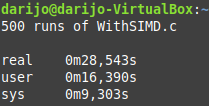 darijo@darijo-VirtualBox:~
500 runs of WithSIMD.c
real 0m28,543s
user 0m16,390s
sys 0m9,303s